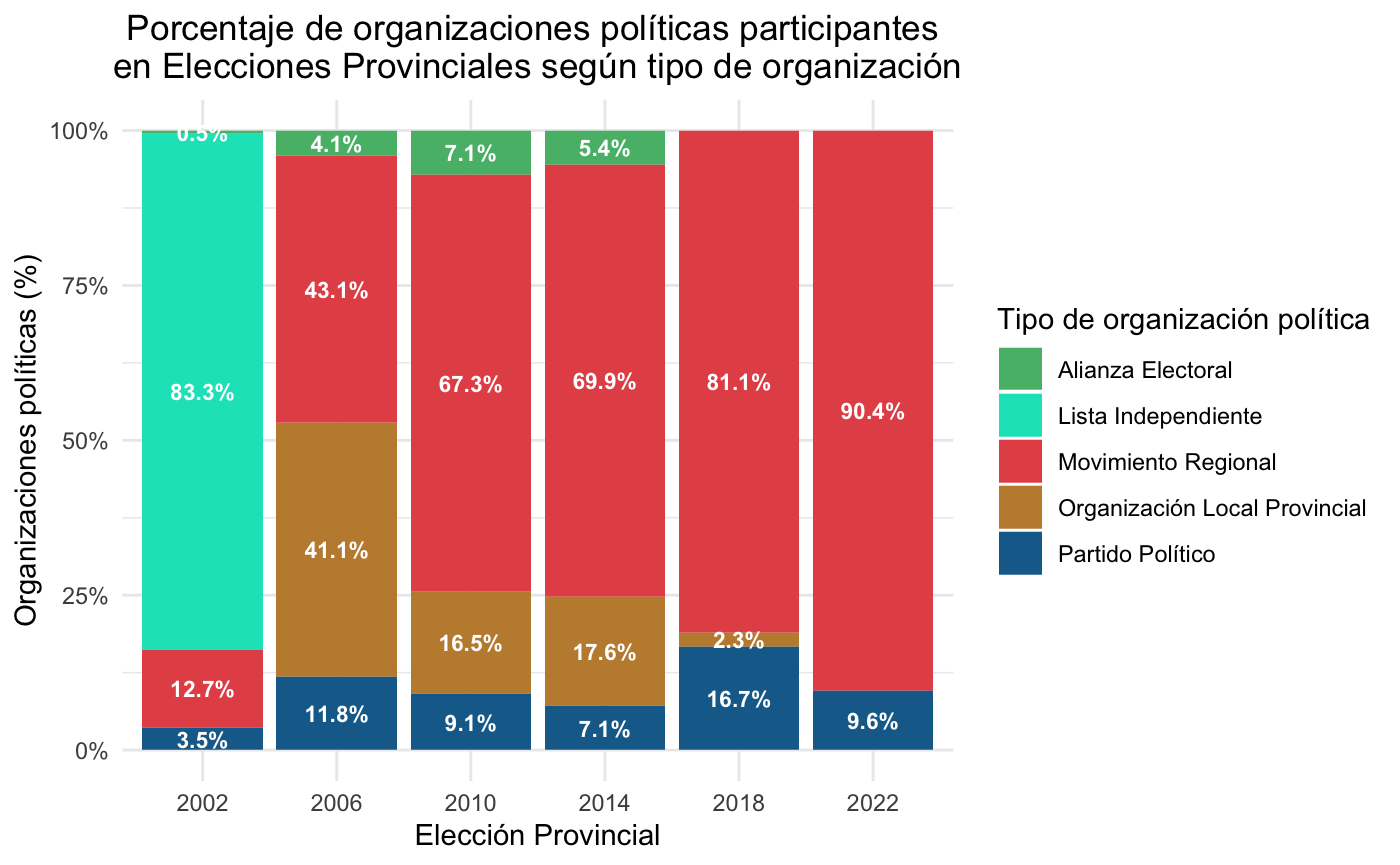 Porcentaje de organizaciones políticas participantes
en Elecciones Provinciales según tipo de organización
Organizaciones políticas (%)
100%
75%
50%
25%
0%
0.5%
83.3%
12.7%
3.5%
4.1%
43.1%
41.1%
11.8%
7.1%
67.3%
16.5%
9.1%
5.4%
69.9%
17.6%
7.1%
81.1%
2.3%
16.7%
90.4%
9.6%
2002 2006 2010 2014 2018 2022
Elección Provincial
Tipo de organización política
Alianza Electoral
Lista Independiente
Movimiento Regional
Organización Local Provincial
Partido Político